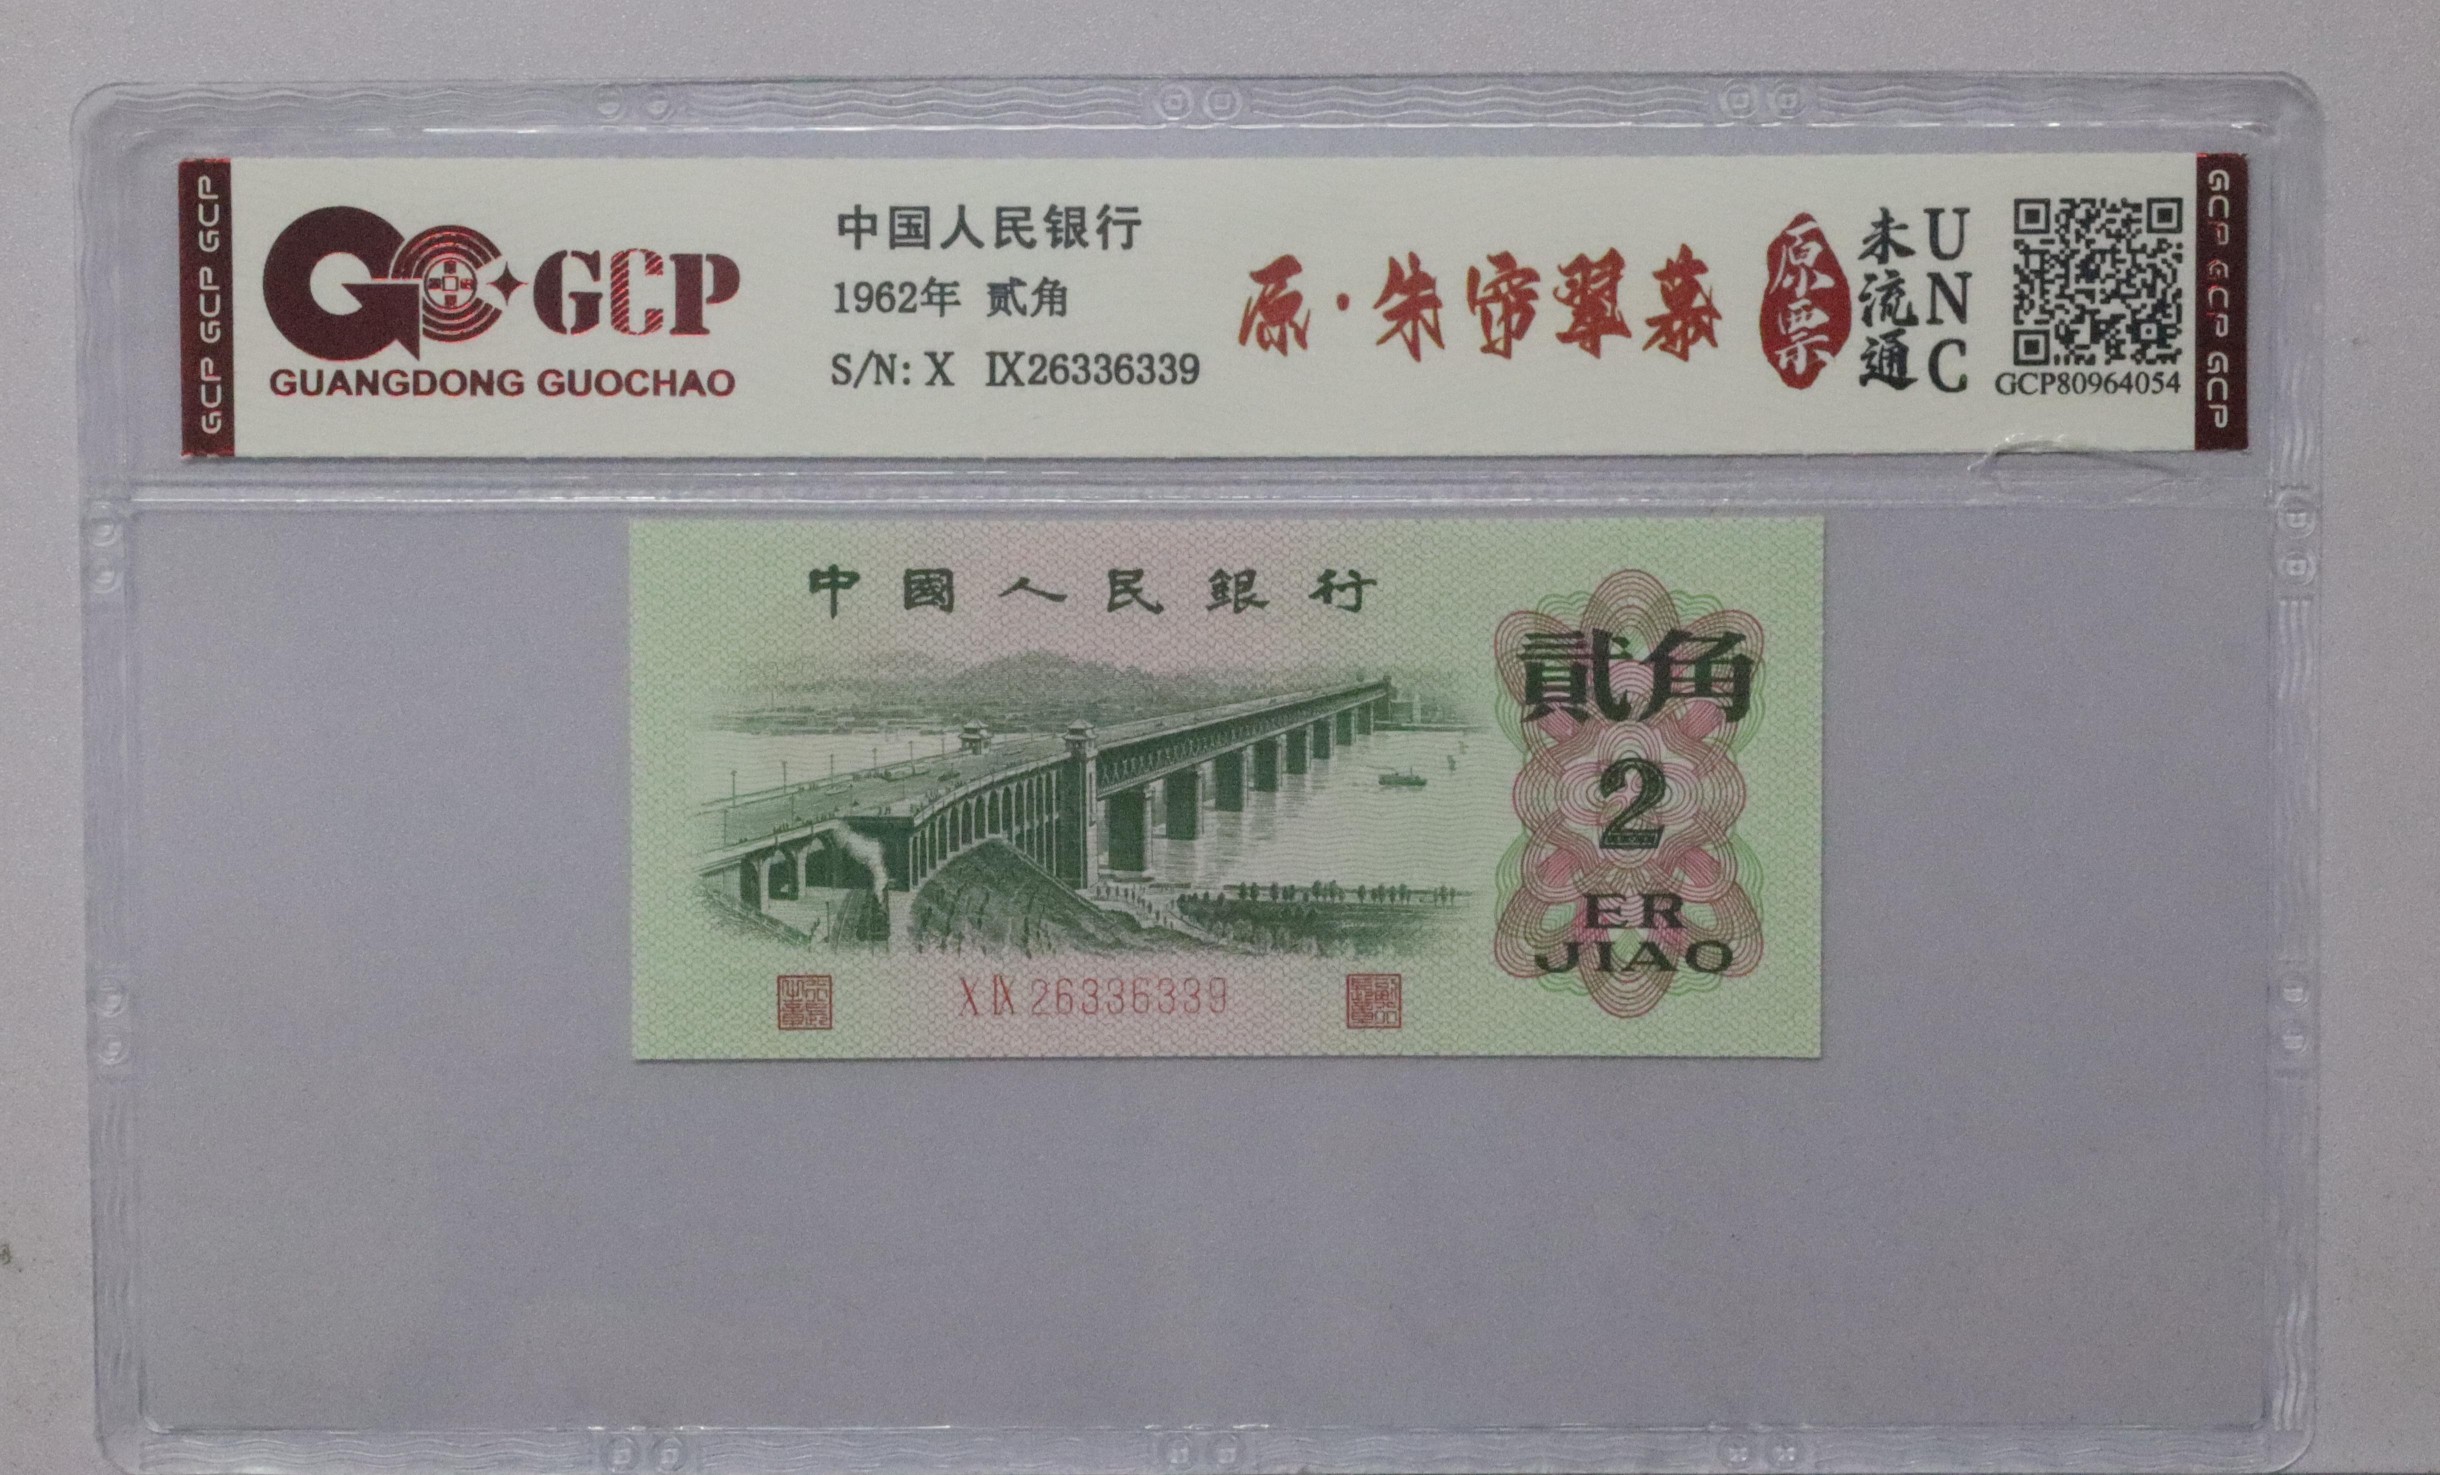 GCP GCP GCP
GCP
GUANGDONG GUOCHAO
中国人民银行
1962年 贰角
S/N: X Ⅸ26336339
原·朱帘翠幕
原票
未流通
UNC
GCP80964054
GCP GCP GCP
中國人民銀行
貳角
2
ER
JIAO
X Ⅸ 26336339